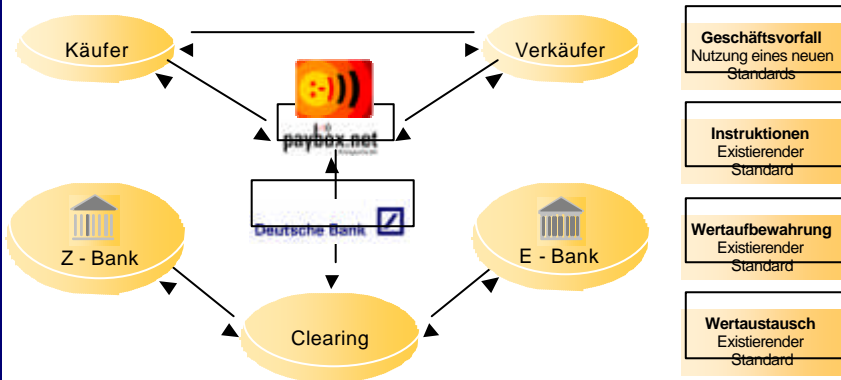 Käufer
Verkäufer
paybox.net
Deutsche Bank
Z - Bank
E - Bank
Clearing
Geschäftsvorfall
Nutzung eines neuen
Standards
Instruktionen
Existierender
Standard
Wertaufbewahrung
Existierender
Standard
Wertaustausch
Existierender
Standard